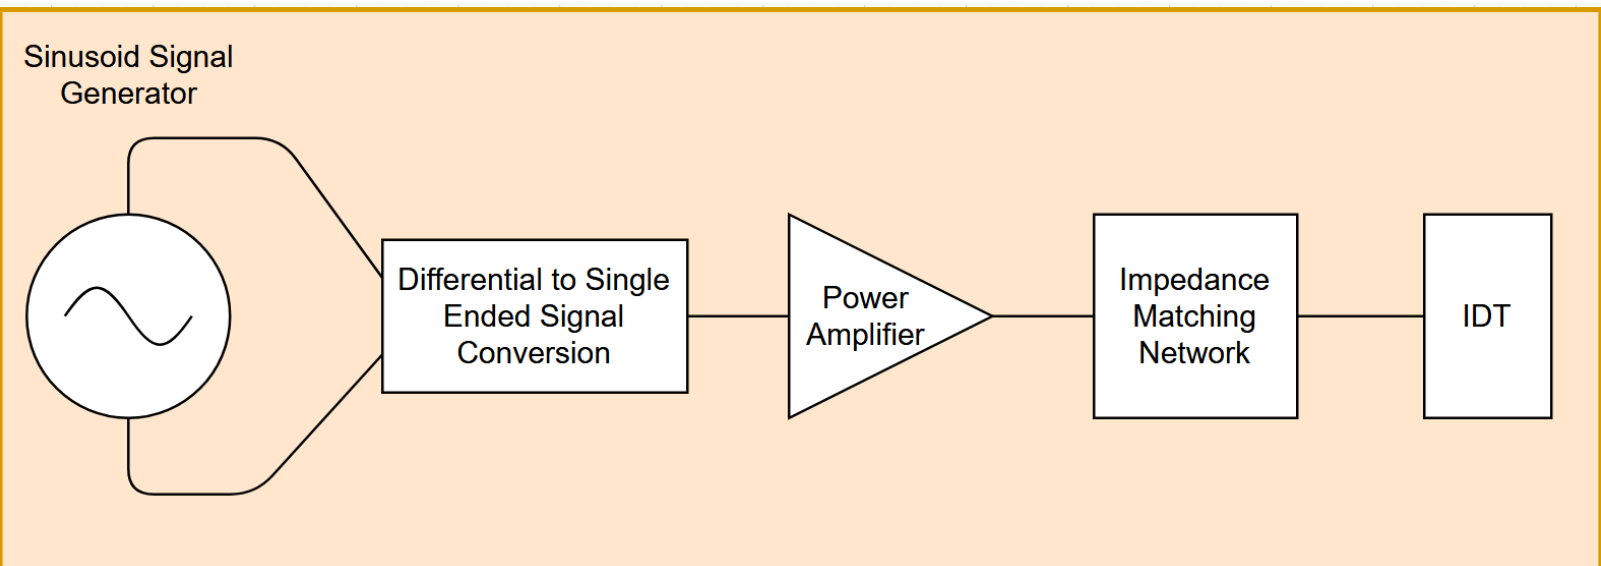 Sinusoid Signal
Generator
Differential to Single
Ended Signal
Conversion
Power
Amplifier
Impedance
Matching
Network
IDT